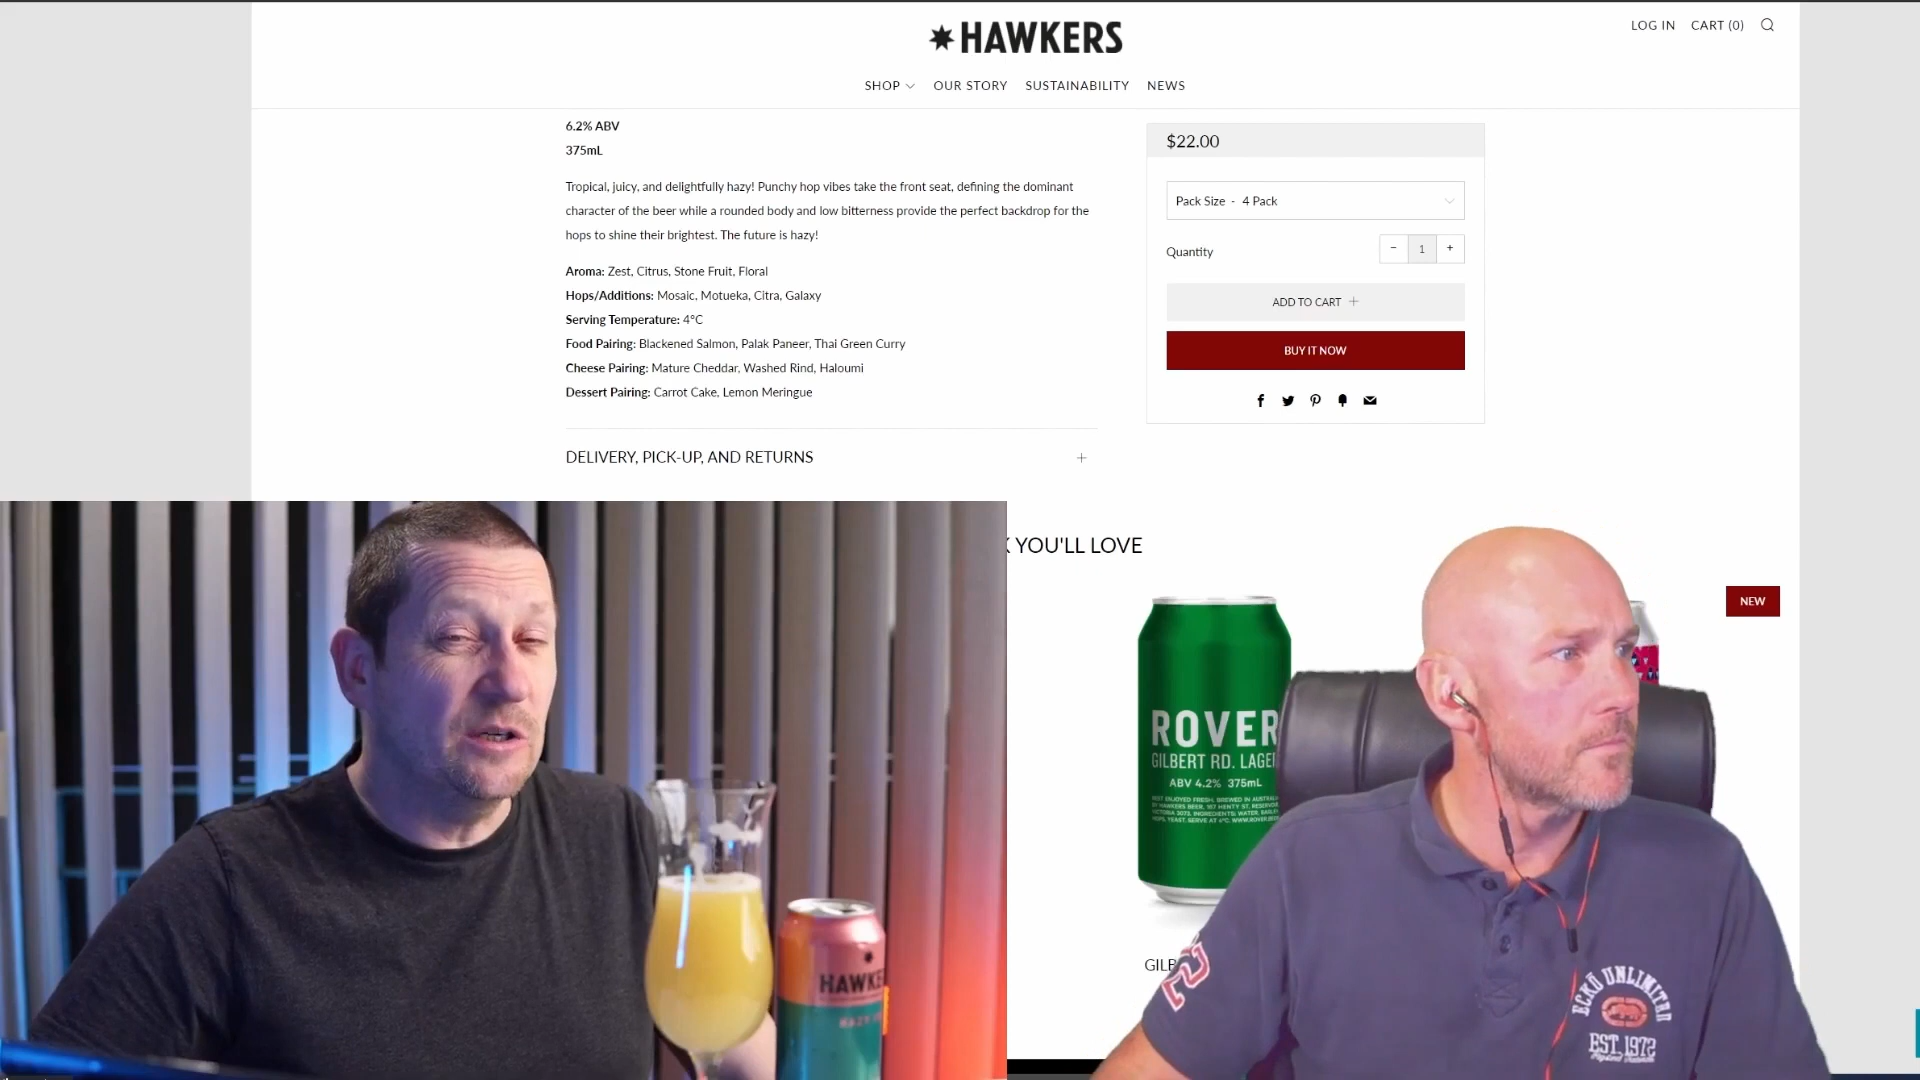 HAWKERS
LOG IN
CART (0)
SHOP
OUR STORY
SUSTAINABILITY
NEWS
6.2% ABV
375mL
Tropical, juicy, and delightfully hazy! Punchy hop vibes take the front seat, defining the dominant
character of the beer while a rounded body and low bitterness provide the perfect backdrop for the
hops to shine their brightest. The future is hazy!
Aroma: Zest, Citrus, Stone Fruit, Floral
Hops/Additions: Mosaic, Motueka, Citra, Galaxy
Serving Temperature: 4°C
Food Pairing: Blackened Salmon, Palak Paneer, Thai Green Curry
Cheese Pairing: Mature Cheddar, Washed Rind, Haloumi
Dessert Pairing: Carrot Cake, Lemon Meringue
DELIVERY, PICK-UP, AND RETURNS +
$22.00
Pack Size - 4 Pack
Quantity
− 1 +
ADD TO CART +
BUY IT NOW
YOU'LL LOVE
NEW
ROVER
GILBERT RD. LAGE
ABV 4.2% 375mL
GILB
HAWKE
HAZY
2
ECKŌ UNLIMITED
EST. 1972